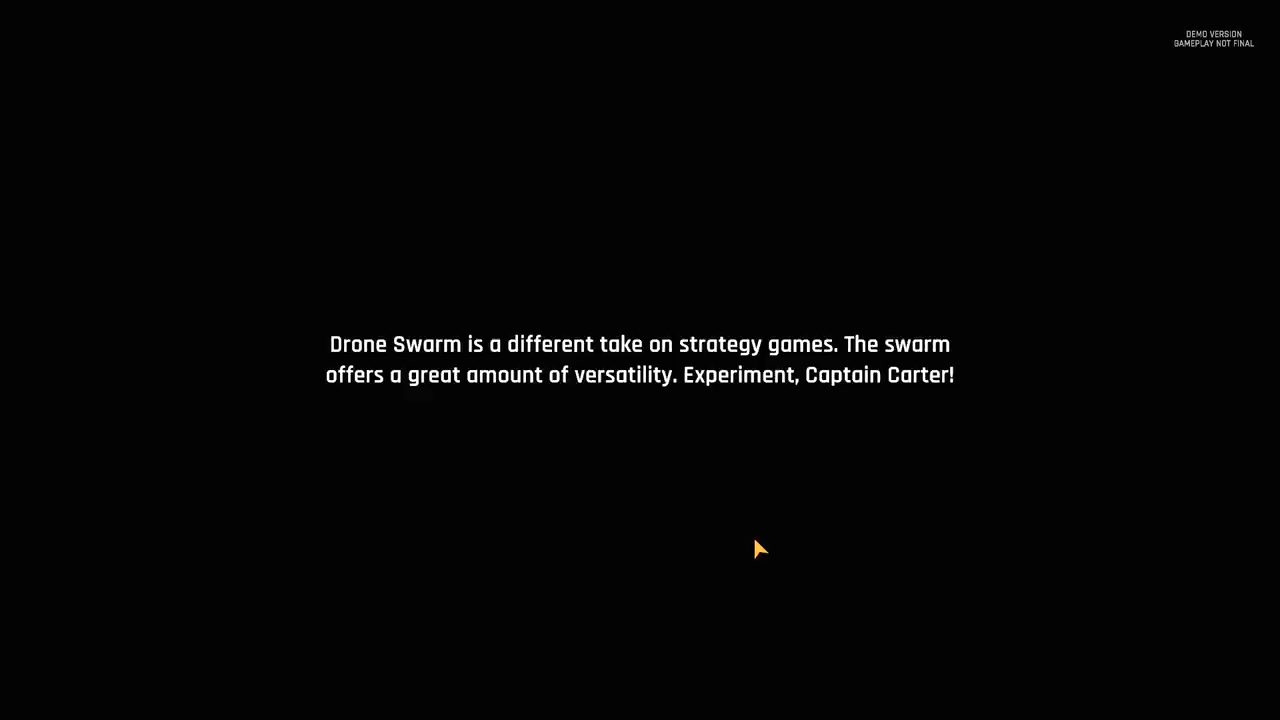 DEMO VERSION
GAMEPLAY NOT FINAL
Drone Swarm is a different take on strategy games. The swarm
offers a great amount of versatility. Experiment, Captain Carter!